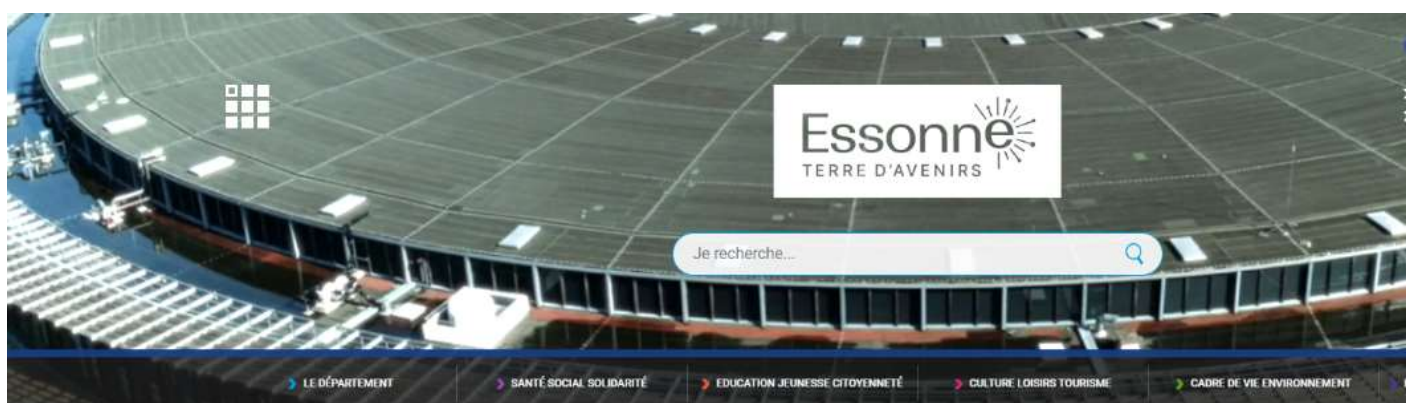 Essonne
TERRE D'AVENIRS
Je recherche...
LE DÉPARTEMENT
SANTÉ SOCIAL SOLIDARITÉ
EDUCATION JEUNESSE CITOYENNETÉ
CULTURE LOISIRS TOURISME
CADRE DE VIE ENVIRONNEMENT